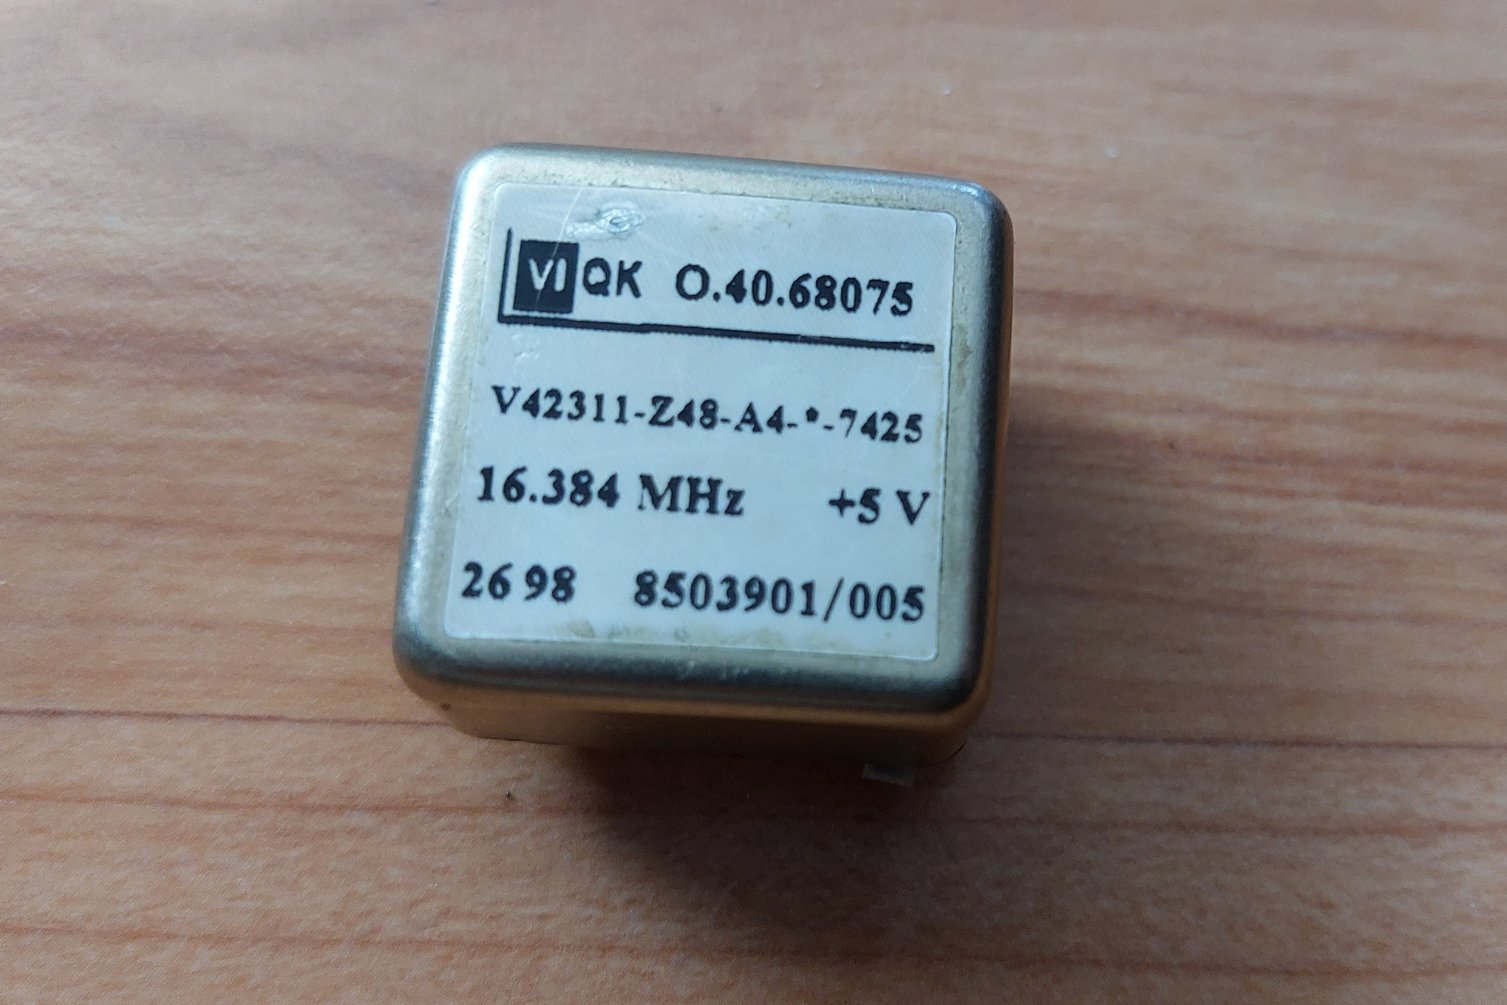 VI QK O.40.68075
V42311-Z48-A4-*-7425
16.384 MHz +5 V
26 98 8503901/005